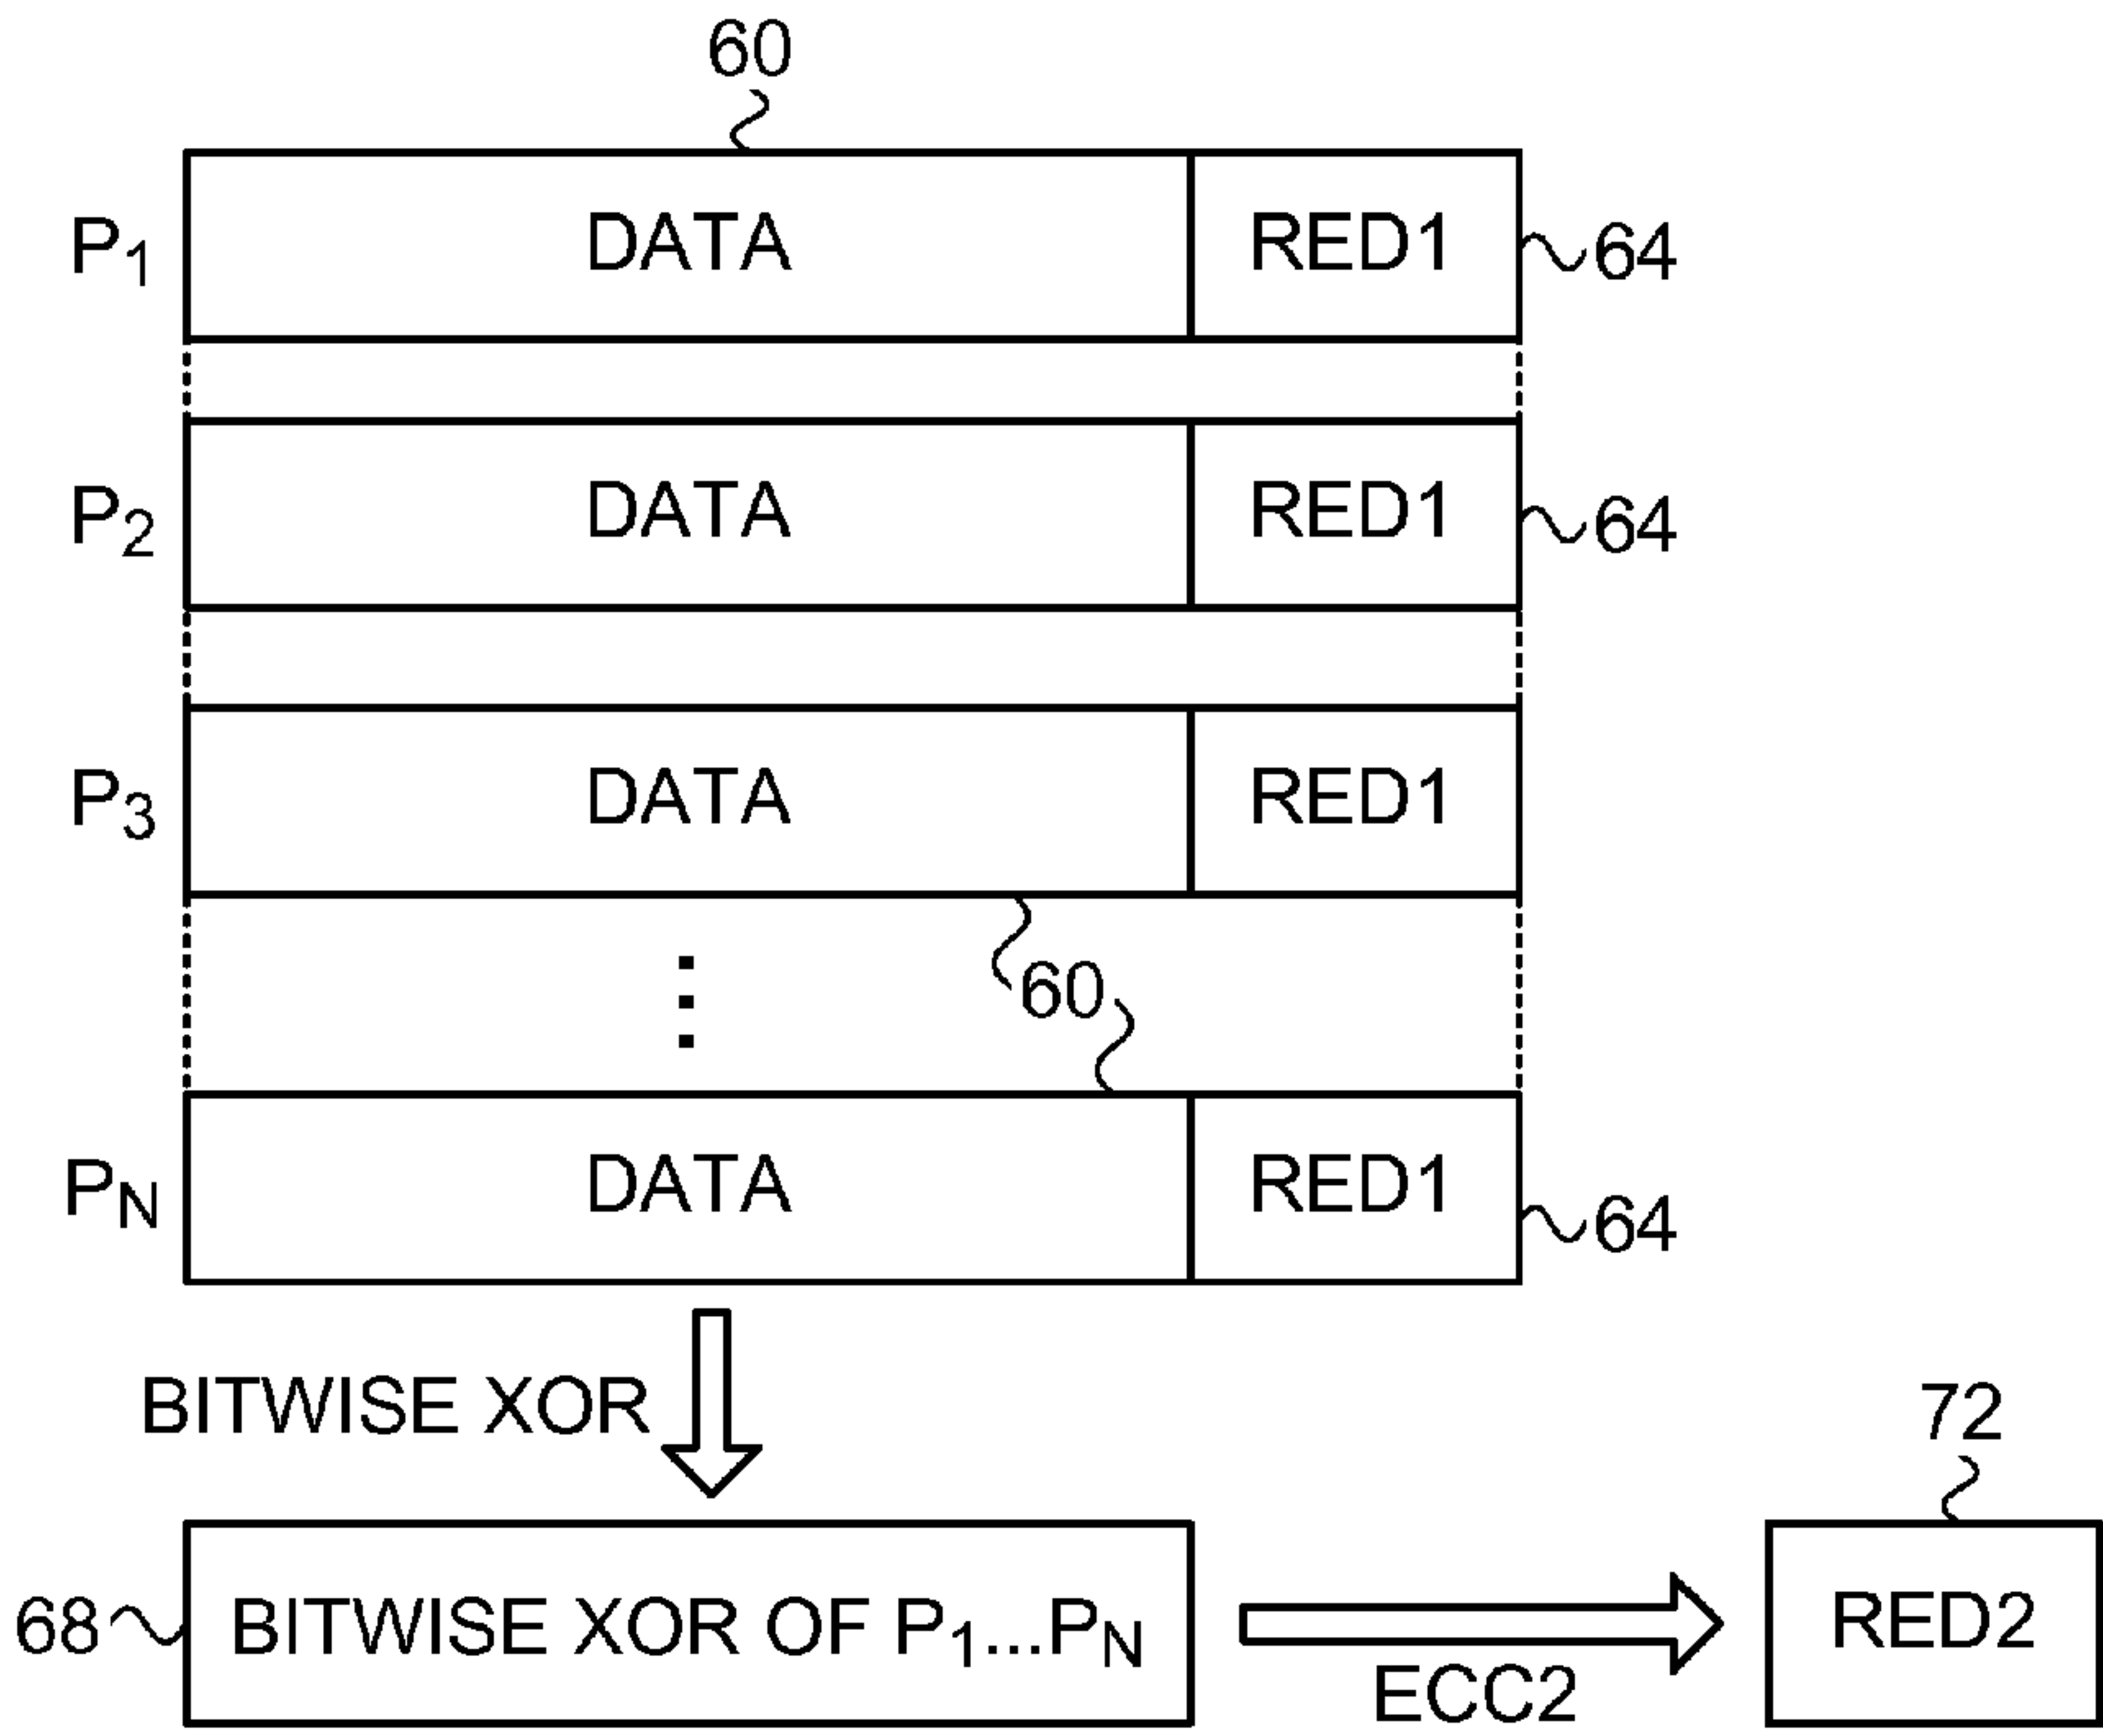 60
P1 DATA RED1 64
P2 DATA RED1 64
P3 DATA RED1
60
PN DATA RED1 64
BITWISE XOR
72
68 BITWISE XOR OF P1...PN RED2
ECC2